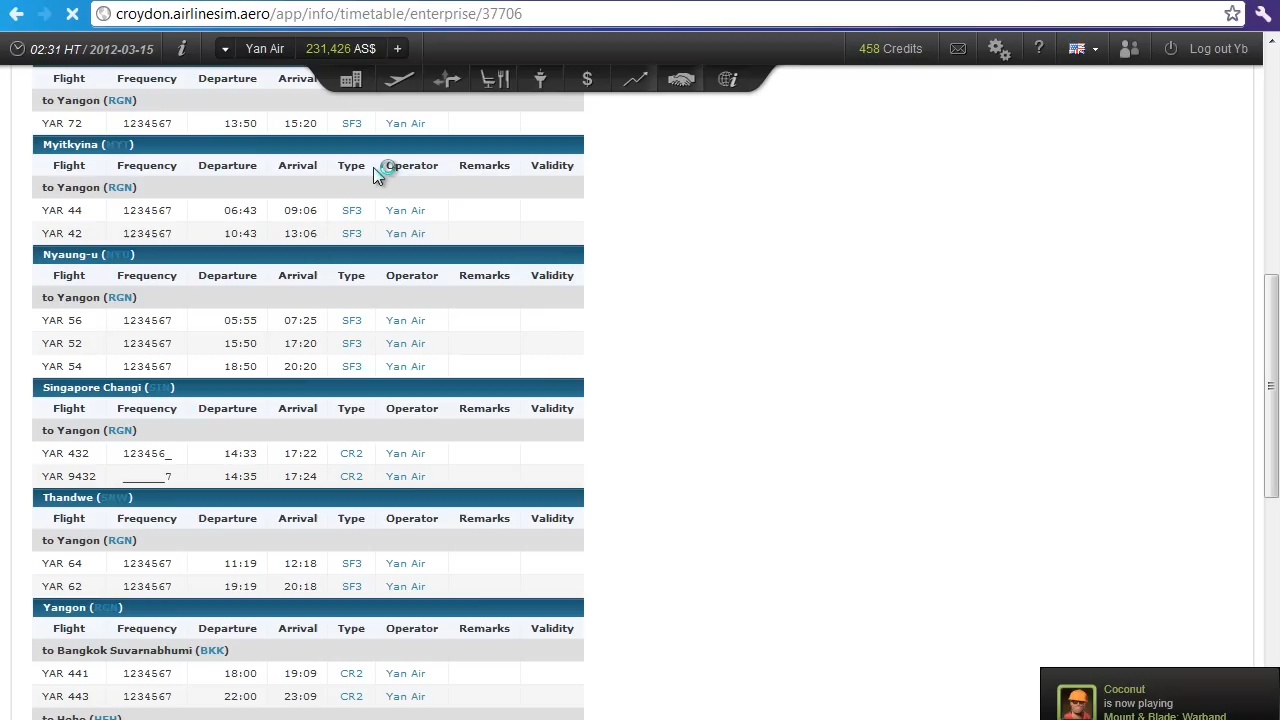 croydon.airlinesim.aero/app/info/timetable/enterprise/37706
02:31 HT / 2012-03-15 i Yan Air 231,426 AS$ + 458 Credits ? Log out Yb
Flight Frequency Departure Arrival
to Yangon (RGN)
YAR 72 1234567 13:50 15:20 SF3 Yan Air
Myitkyina (MYT)
Flight Frequency Departure Arrival Type Operator Remarks Validity
to Yangon (RGN)
YAR 44 1234567 06:43 09:06 SF3 Yan Air
YAR 42 1234567 10:43 13:06 SF3 Yan Air
Nyaung-u (NYU)
Flight Frequency Departure Arrival Type Operator Remarks Validity
to Yangon (RGN)
YAR 56 1234567 05:55 07:25 SF3 Yan Air
YAR 52 1234567 15:50 17:20 SF3 Yan Air
YAR 54 1234567 18:50 20:20 SF3 Yan Air
Singapore Changi (SIN)
Flight Frequency Departure Arrival Type Operator Remarks Validity
to Yangon (RGN)
YAR 432 123456_ 14:33 17:22 CR2 Yan Air
YAR 9432 ______7 14:35 17:24 CR2 Yan Air
Thandwe (SNW)
Flight Frequency Departure Arrival Type Operator Remarks Validity
to Yangon (RGN)
YAR 64 1234567 11:19 12:18 SF3 Yan Air
YAR 62 1234567 19:19 20:18 SF3 Yan Air
Yangon (RGN)
Flight Frequency Departure Arrival Type Operator Remarks Validity
to Bangkok Suvarnabhumi (BKK)
YAR 441 1234567 18:00 19:09 CR2 Yan Air
YAR 443 1234567 22:00 23:09 CR2 Yan Air
to Heho (HEH)
Coconut
is now playing
Mount & Blade: Warband